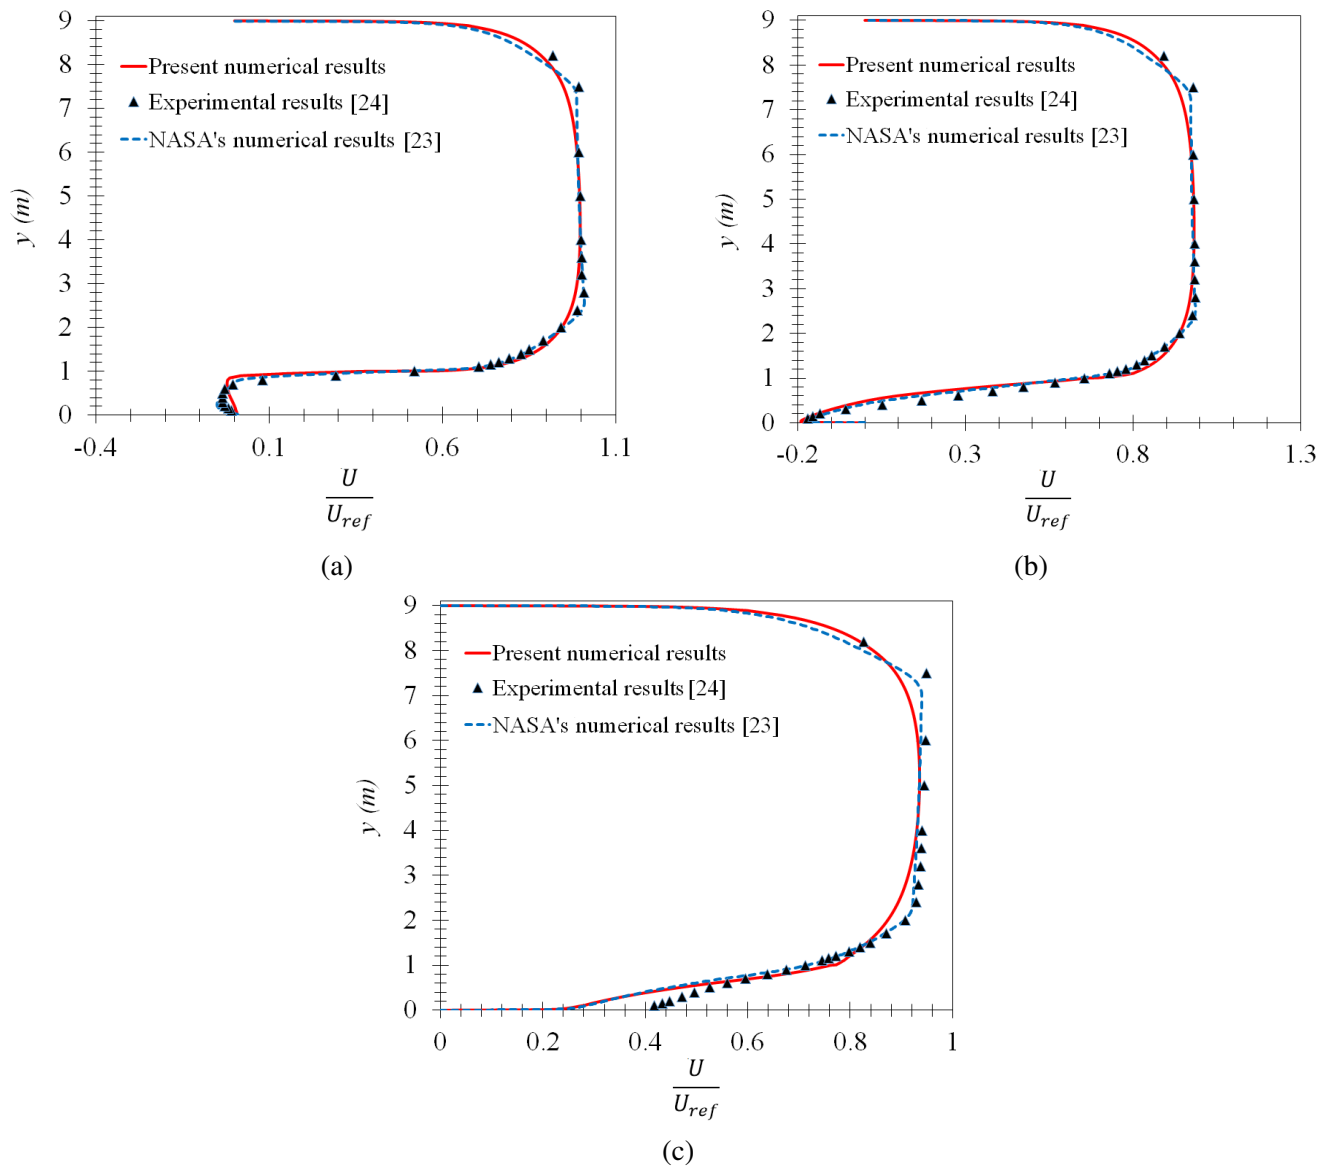 9
8
7
6
5
4
3
2
1
0
y (m)
Present numerical results
Experimental results [24]
NASA's numerical results [23]
-0.4 0.1 0.6 1.1
U
U_ref
(a)
9
8
7
6
5
4
3
2
1
0
y (m)
Present numerical results
Experimental results [24]
NASA's numerical results [23]
-0.2 0.3 0.8 1.3
U
U_ref
(b)
9
8
7
6
5
4
3
2
1
0
y (m)
Present numerical results
Experimental results [24]
NASA's numerical results [23]
0 0.2 0.4 0.6 0.8 1
U
U_ref
(c)